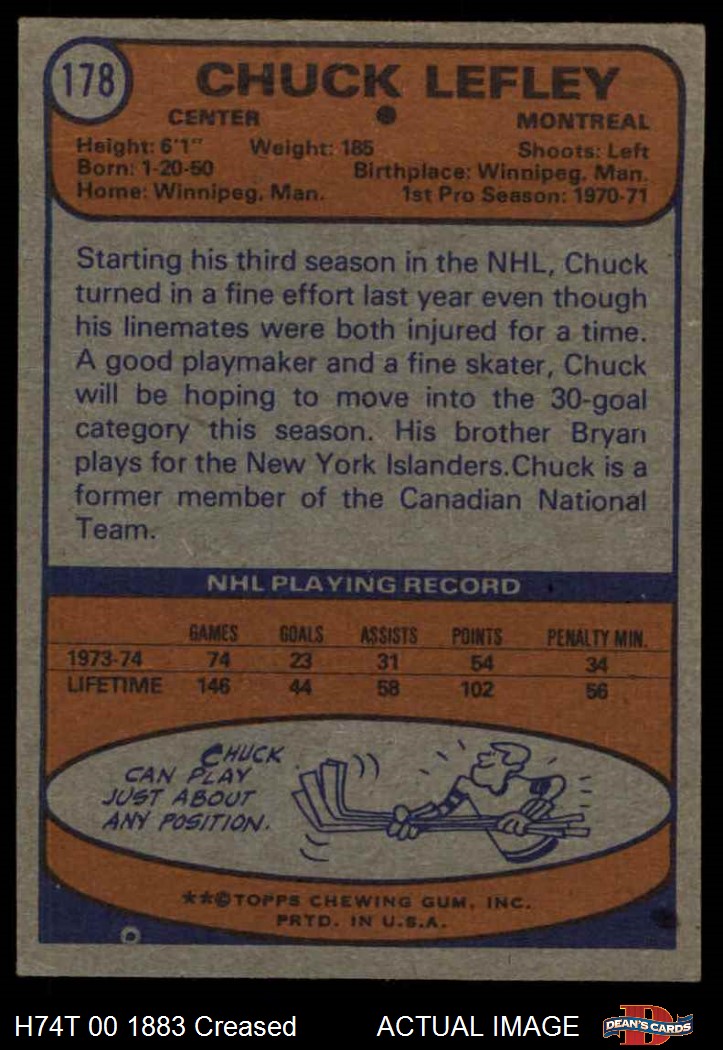 178
CHUCK LEFLEY
CENTER MONTREAL
Height: 6'1" Weight: 185 Shoots: Left
Born: 1-20-50 Birthplace: Winnipeg, Man.
Home: Winnipeg, Man. 1st Pro Season: 1970-71
Starting his third season in the NHL, Chuck
turned in a fine effort last year even though
his linemates were both injured for a time.
A good playmaker and a fine skater, Chuck
will be hoping to move into the 30-goal
category this season. His brother Bryan
plays for the New York Islanders.Chuck is a
former member of the Canadian National
Team.
NHL PLAYING RECORD
GAMES GOALS ASSISTS POINTS PENALTY MIN.
1973-74 74 23 31 54 34
LIFETIME 146 44 58 102 56
CHUCK
CAN PLAY
JUST ABOUT
ANY POSITION.
**©TOPPS CHEWING GUM, INC.
PRTD. IN U.S.A.
H74T 00 1883 Creased ACTUAL IMAGE DEAN'S CARDS